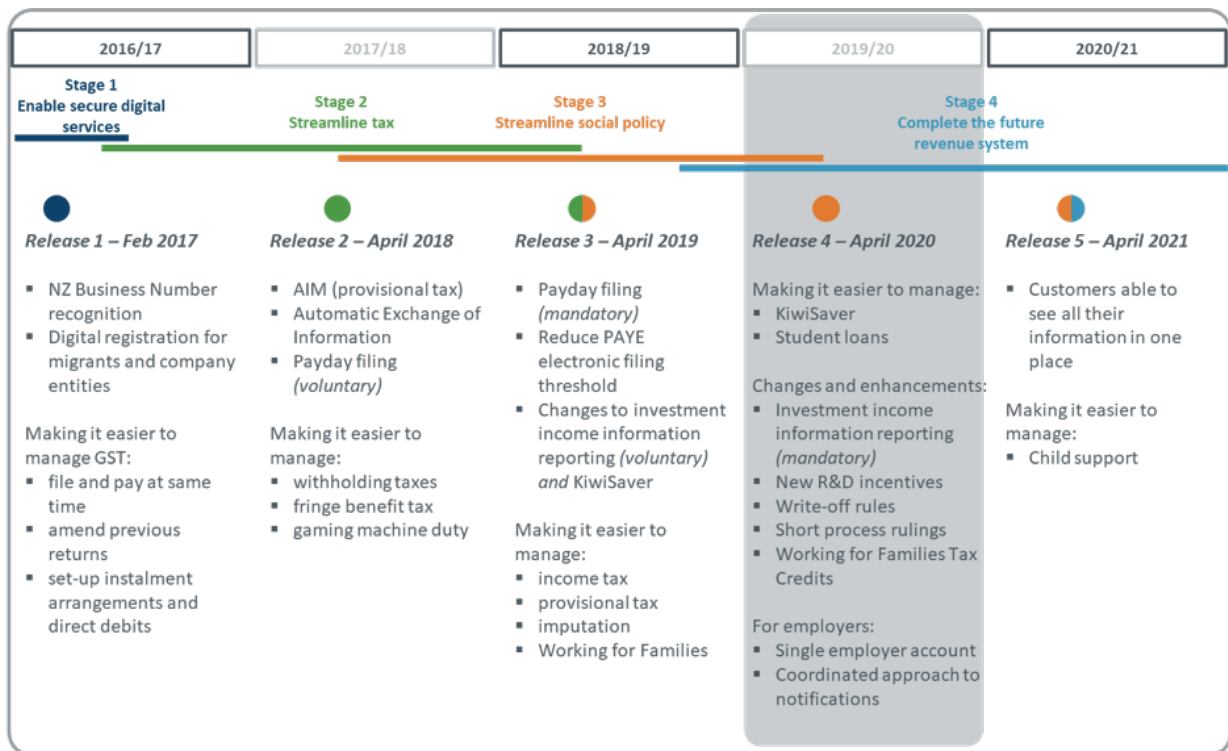 2016/17
2017/18
2018/19
2019/20
2020/21
Stage 1
Enable secure digital
services
Stage 2
Streamline tax
Stage 3
Streamline social policy
Stage 4
Complete the future
revenue system
Release 1 – Feb 2017
▪ NZ Business Number
recognition
▪ Digital registration for
migrants and company
entities
Making it easier to
manage GST:
▪ file and pay at same
time
▪ amend previous
returns
▪ set-up instalment
arrangements and
direct debits
Release 2 – April 2018
▪ AIM (provisional tax)
▪ Automatic Exchange of
Information
▪ Payday filing
(voluntary)
Making it easier to
manage:
▪ withholding taxes
▪ fringe benefit tax
▪ gaming machine duty
Release 3 – April 2019
▪ Payday filing
(mandatory)
▪ Reduce PAYE
electronic filing
threshold
▪ Changes to investment
income information
reporting (voluntary)
and KiwiSaver
Making it easier to
manage:
▪ income tax
▪ provisional tax
▪ imputation
▪ Working for Families
Release 4 – April 2020
Making it easier to manage:
▪ KiwiSaver
▪ Student loans
Changes and enhancements:
▪ Investment income
information reporting
(mandatory)
▪ New R&D incentives
▪ Write-off rules
▪ Short process rulings
▪ Working for Families Tax
Credits
For employers:
▪ Single employer account
▪ Coordinated approach to
notifications
Release 5 – April 2021
▪ Customers able to
see all their
information in one
place
Making it easier to
manage:
▪ Child support